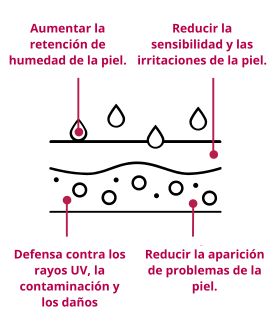 Aumentar la
retención de
humedad de la piel.
Reducir la
sensibilidad y las
irritaciones de la piel.
Defensa contra los
rayos UV, la
contaminación y
los daños
Reducir la aparición
de problemas de la
piel.